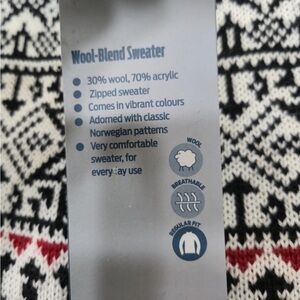 Wool-Blend Sweater
30% wool, 70% acrylic
Zipped sweater
Comes in vibrant colours
Adorned with classic
Norwegian patterns
Very comfortable
sweater, for
every ay use
WOOL
BREATHABLE
REGULAR FIT